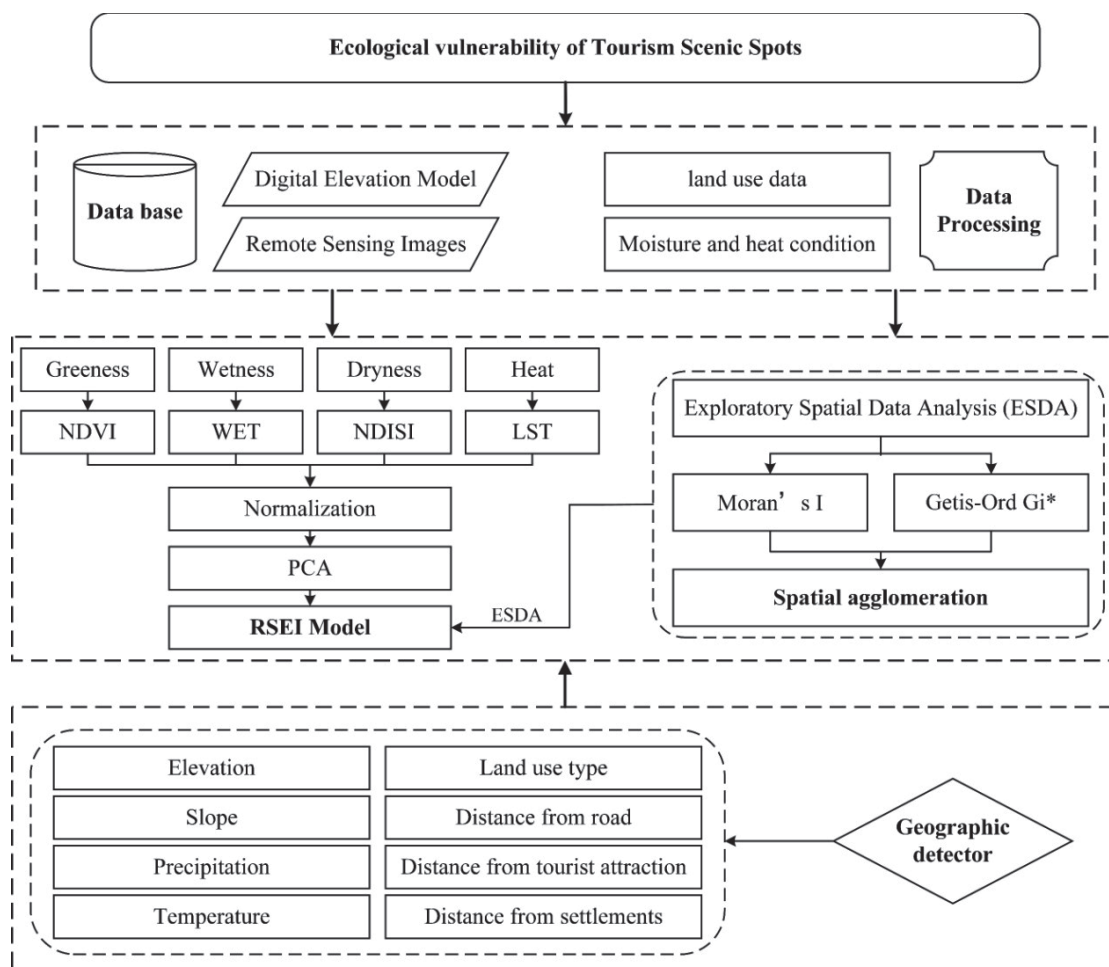 Ecological vulnerability of Tourism Scenic Spots
Data base
Digital Elevation Model
Remote Sensing Images
land use data
Moisture and heat condition
Data
Processing
Greeness
Wetness
Dryness
Heat
NDVI
WET
NDISI
LST
Normalization
PCA
RSEI Model
ESDA
Exploratory Spatial Data Analysis (ESDA)
Moran’s I
Getis-Ord Gi*
Spatial agglomeration
Elevation
Land use type
Slope
Distance from road
Precipitation
Distance from tourist attraction
Temperature
Distance from settlements
Geographic
detector